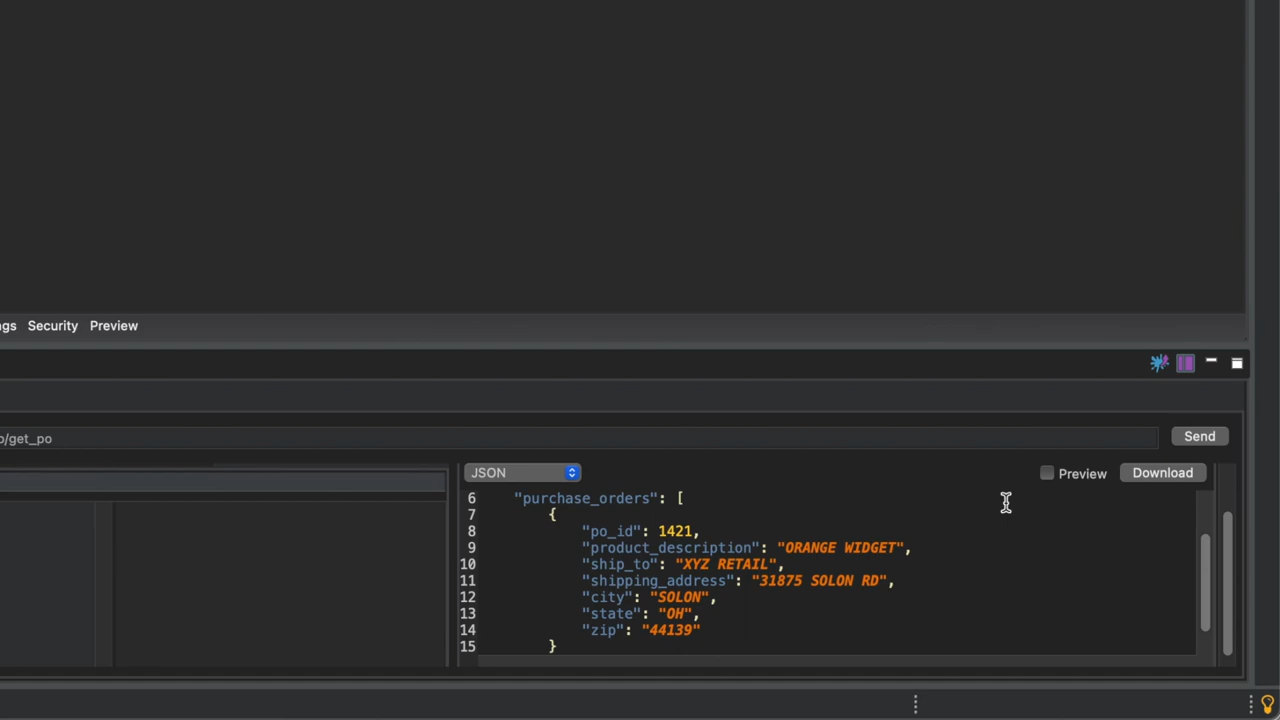 gs Security Preview
o/get_po
Send
JSON
Preview
Download
6 "purchase_orders": [
7 {
8 "po_id": 1421,
9 "product_description": "ORANGE WIDGET",
10 "ship_to": "XYZ RETAIL",
11 "shipping_address": "31875 SOLON RD",
12 "city": "SOLON",
13 "state": "OH",
14 "zip": "44139"
15 }